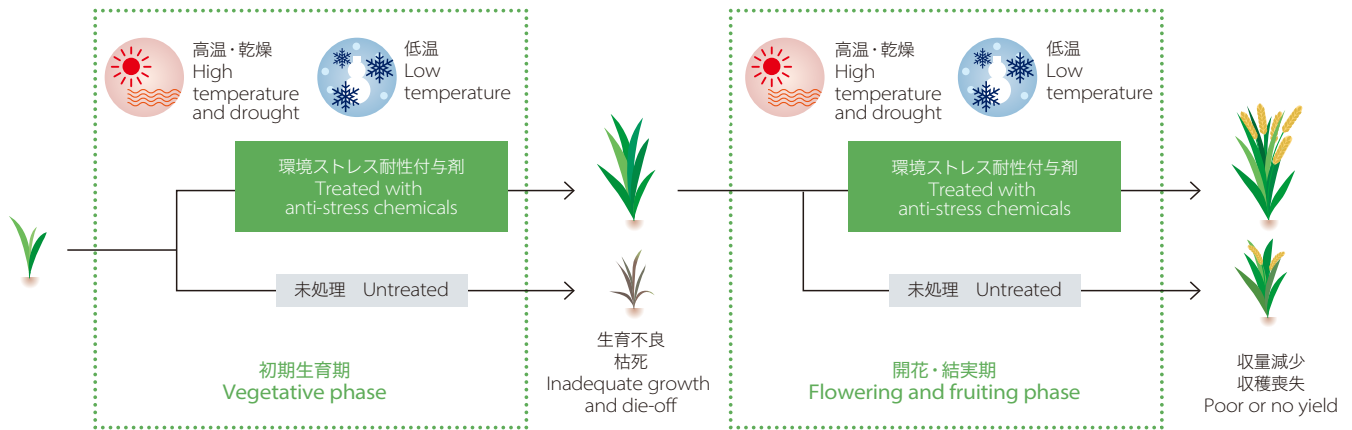 高温・乾燥
High
temperature
and drought
低温
Low
temperature
環境ストレス耐性付与剤
Treated with
anti-stress chemicals
未処理 Untreated
初期生育期
Vegetative phase
生育不良
枯死
Inadequate growth
and die-off
高温・乾燥
High
temperature
and drought
低温
Low
temperature
環境ストレス耐性付与剤
Treated with
anti-stress chemicals
未処理 Untreated
開花・結実期
Flowering and fruiting phase
収量減少
収穫喪失
Poor or no yield